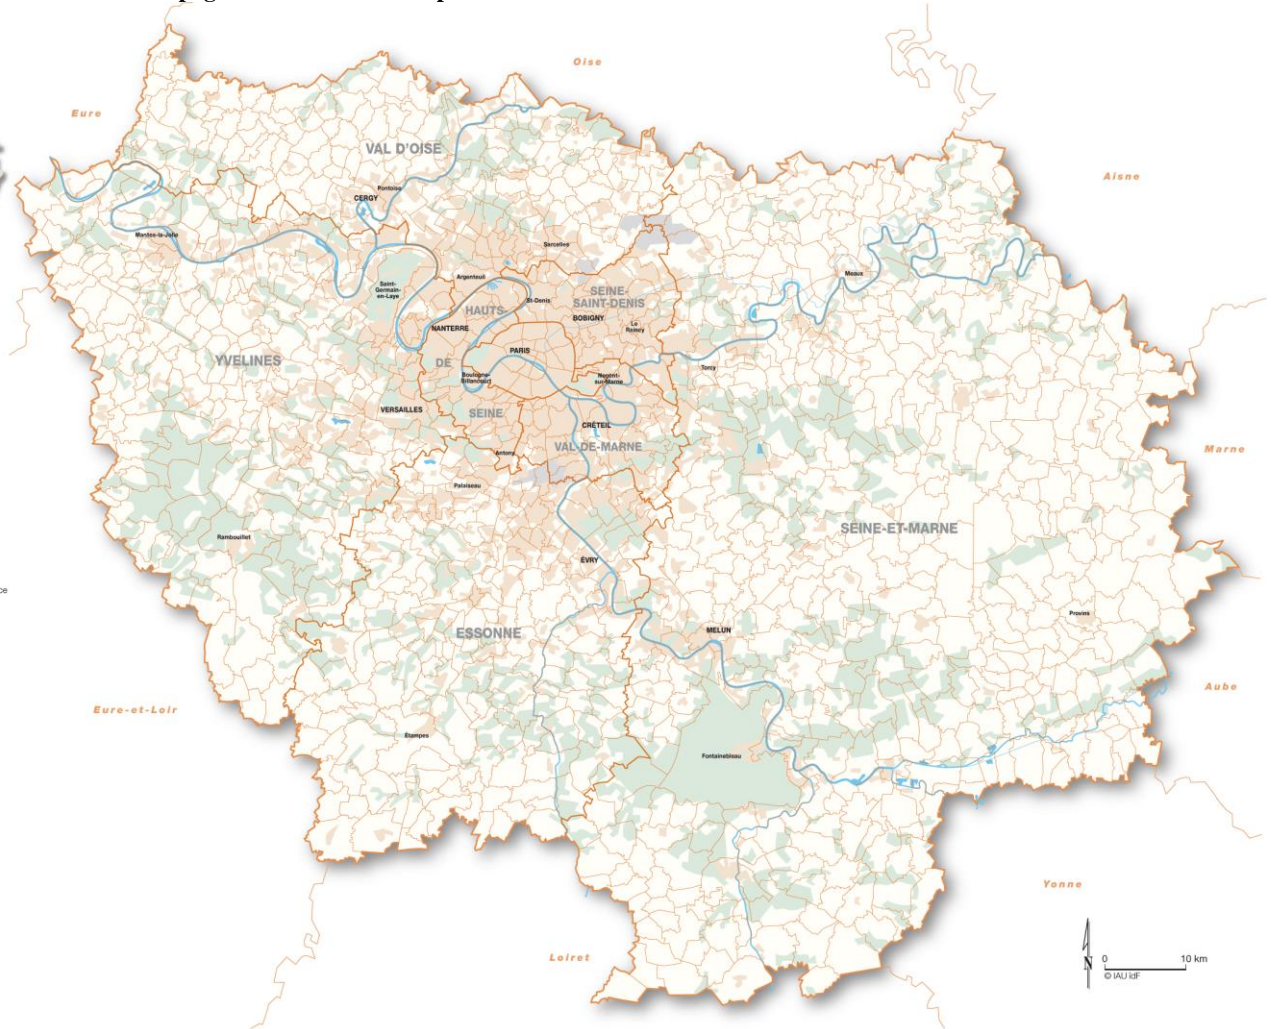 Oise
Eure
VAL D'OISE
Aisne
Pontoise
CERGY
Mantes-la-Jolie
Sarcelles
Meaux
Argenteuil
Saint-
Germain-
en-Laye
SEINE-
SAINT-DENIS
St-Denis
HAUTS-
BOBIGNY
NANTERRE
Le
Raincy
PARIS
YVELINES
DE
Torcy
Boulogne-
Billancourt
Nogent-
sur-Marne
VERSAILLES
SEINE
CRÉTEIL
VAL-DE-MARNE
Marne
Antony
Palaiseau
SEINE-ET-MARNE
Rambouillet
ÉVRY
ce
Provins
ESSONNE
MELUN
Aube
Eure-et-Loir
Étampes
Fontainebleau
Yonne
Loiret
N
0 10 km
© IAU îdF